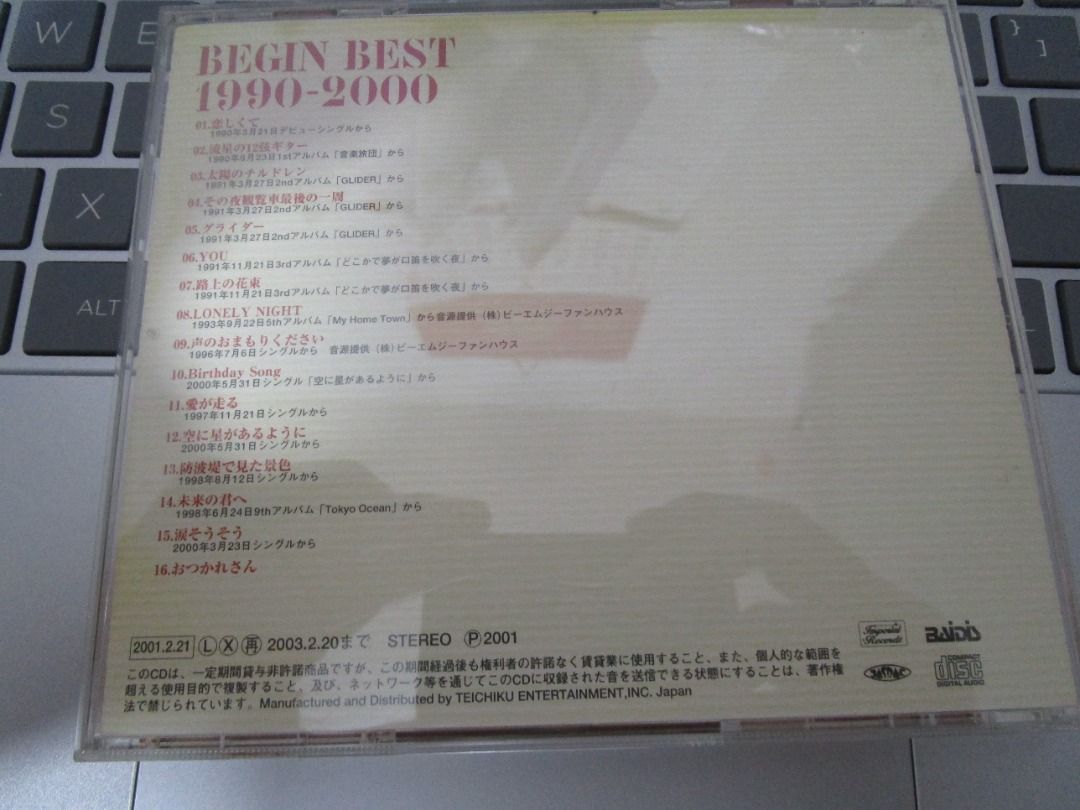 W
E
S
X
ALT
}
]
BEGIN BEST
1990-2000
01.恋しくて
1990年3月21日デビューシングルから
02.流星の12弦ギター
1990年6月23日1stアルバム「音楽旅団」から
03.太陽のチルドレン
1991年3月27日2ndアルバム「GLIDER」から
04.その夜観覧車最後の一周
1991年3月27日2ndアルバム「GLIDER」から
05.グライダー
1991年3月27日2ndアルバム「GLIDER」から
06.YOU
1991年11月21日3rdアルバム「どこかで夢が口笛を吹く夜」から
07.路上の花束
1991年11月21日3rdアルバム「どこかで夢が口笛を吹く夜」から
08.LONELY NIGHT
1993年9月22日5thアルバム「My Home Town」から音源提供（株）ビーエムジーファンハウス
09.声のおまもりください
1996年7月6日シングルから 音源提供（株）ビーエムジーファンハウス
10.Birthday Song
2000年5月31日シングル「空に星があるように」から
11.愛が走る
1997年11月21日シングルから
12.空に星があるように
2000年5月31日シングルから
13.防波堤で見た景色
1998年8月12日シングルから
14.未来の君へ
1998年6月24日9thアルバム「Tokyo Ocean」から
15.涙そうそう
2000年3月23日シングルから
16.おつかれさん
2001.2.21 Ⓛ Ⓧ ㊢ 2003.2.20まで STEREO Ⓟ2001
Imperial Records
BAIDIS
このCDは、一定期間貸与非許諾商品ですが、この期間経過後も権利者の許諾なく賃貸業に使用すること、また、個人的な範囲を
超える使用目的で複製すること、及び、ネットワーク等を通じてこのCDに収録された音を送信できる状態にすることは、著作権
法で禁じられています。Manufactured and Distributed by TEICHIKU ENTERTAINMENT,INC. Japan
COMPACT
disc
DIGITAL AUDIO